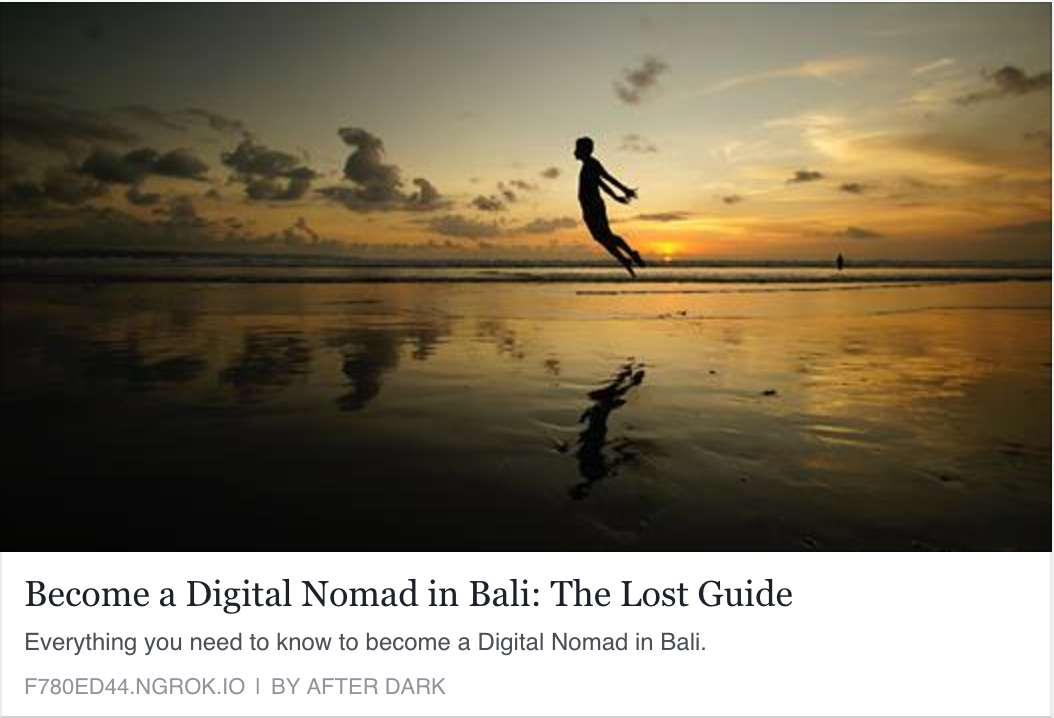 Become a Digital Nomad in Bali: The Lost Guide
Everything you need to know to become a Digital Nomad in Bali.
F780ED44.NGROK.IO | BY AFTER DARK